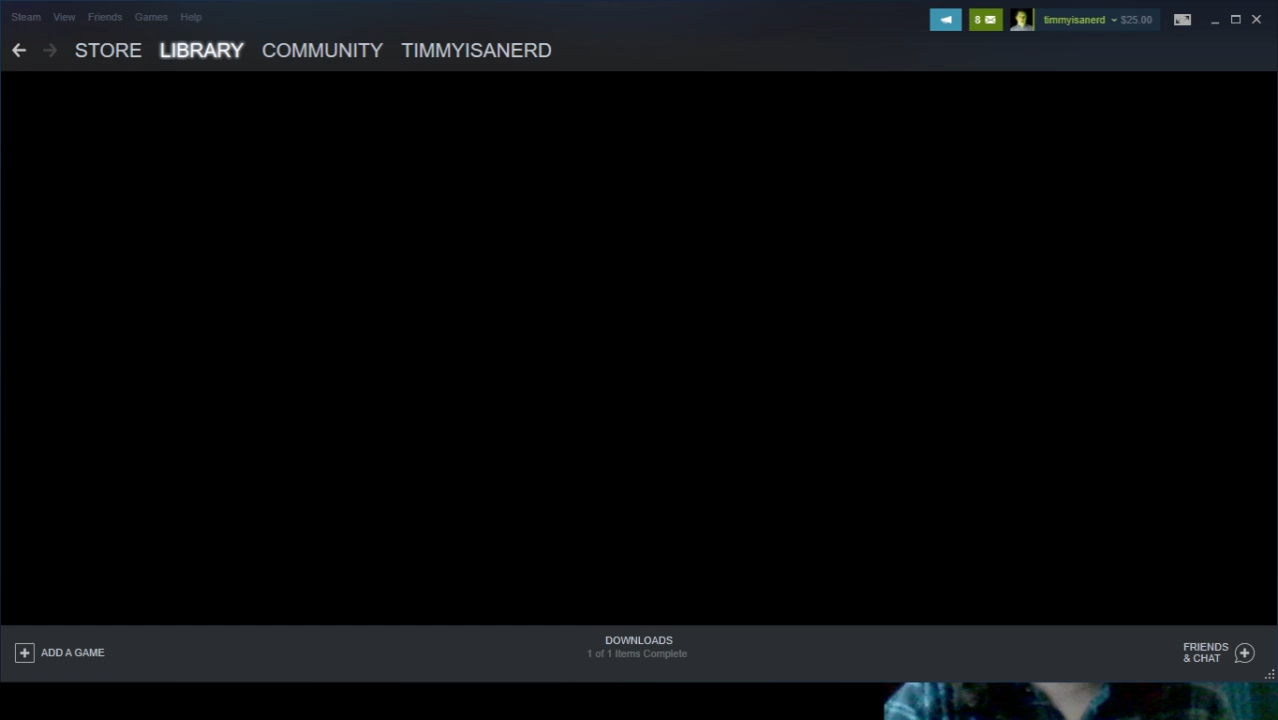 Steam View Friends Games Help
8 timmyisanerd $25.00
STORE LIBRARY COMMUNITY TIMMYISANERD
DOWNLOADS
1 of 1 Items Complete
ADD A GAME
FRIENDS
& CHAT